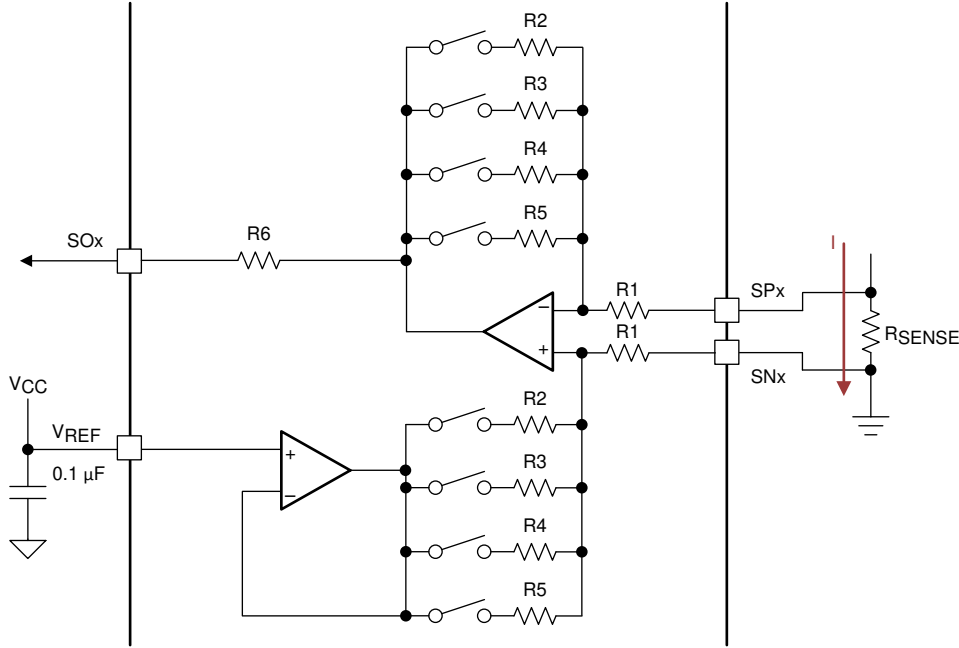 R2
R3
R4
R5
SOx
R6
I
R1
SPx
−
R1
RSENSE
+
SNx
VCC
R2
VREF
+
0.1 µF
R3
−
R4
R5